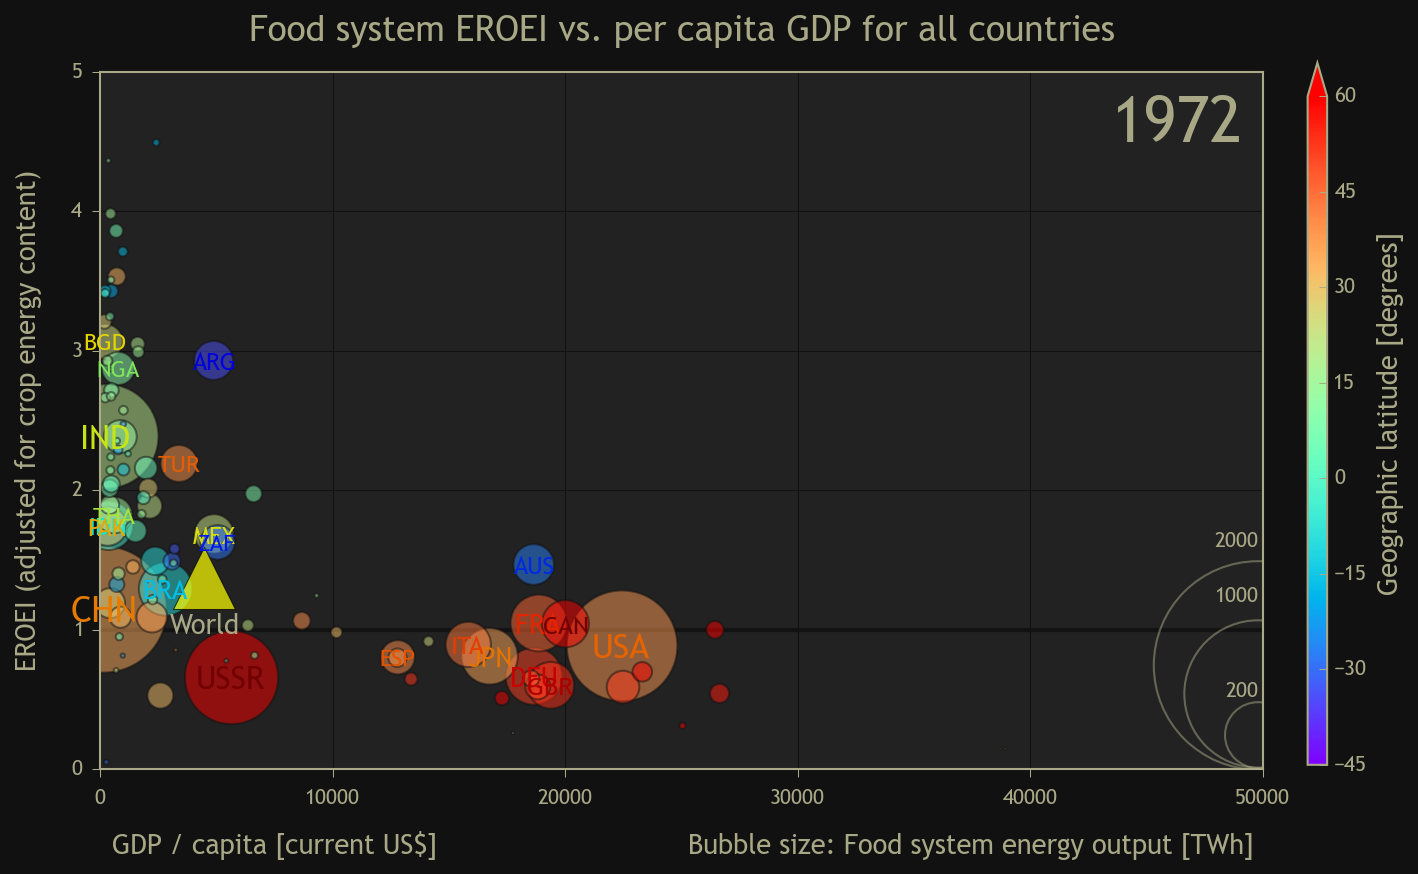 Food system EROEI vs. per capita GDP for all countries
1972
EROEI (adjusted for crop energy content)
5
4
3
2
1
0
BGD
NGA
ARG
IND
TUR
THA
PAK
MEX
ZAF
AUS
BRA
CHN
World
USSR
ESP
ITA
JPN
FRA
CAN
DEU
GBR
USA
2000
1000
200
0
10000
20000
30000
40000
50000
GDP / capita [current US$]
Bubble size: Food system energy output [TWh]
60
45
30
15
0
−15
−30
−45
Geographic latitude [degrees]